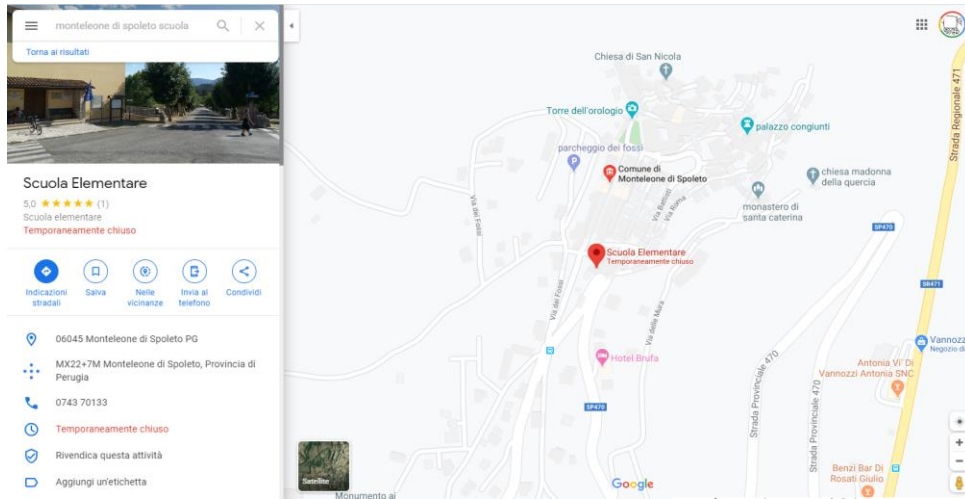 monteleone di spoleto scuola
Torna ai risultati
Scuola Elementare
5,0 ★★★★★ (1)
Scuola elementare
Temporaneamente chiuso
Indicazioni
stradali
Salva
Nelle
vicinanze
Invia al
telefono
Condividi
06045 Monteleone di Spoleto PG
MX22+7M Monteleone di Spoleto, Provincia di
Perugia
0743 70133
Temporaneamente chiuso
Rivendica questa attività
Aggiungi un'etichetta
Chiesa di San Nicola
Torre dell'orologio
palazzo congiunti
parcheggio dei fossi
P
Comune di
Monteleone di Spoleto
chiesa madonna
della quercia
monastero di
santa caterina
Via dei Fossi
Via Battisti
Via Roma
Scuola Elementare
Temporaneamente chiuso
SP470
Strada Regionale 471
SR471
Via dei Fossi
Via delle Mura
Hotel Brufa
SP470
Strada Provinciale 470
Strada Provinciale 470
Vannozz
Negozio di
Antonia Vi' Di
Vannozzi Antonia SNC
Benzi Bar Di
Rosati Giulio
Satellite
Google
Monumento ai